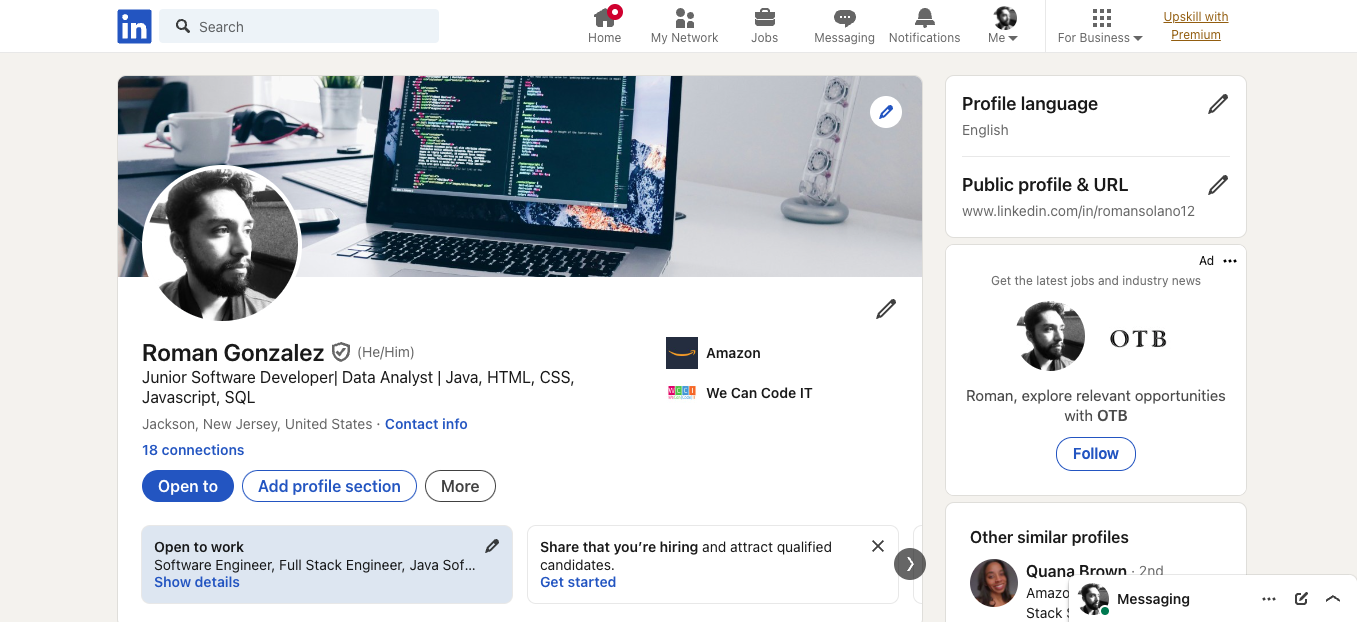 in
Search
Home
My Network
Jobs
Messaging
Notifications
Me
For Business
Upskill with
Premium
Roman Gonzalez (He/Him)
Junior Software Developer| Data Analyst | Java, HTML, CSS,
Javascript, SQL
Jackson, New Jersey, United States · Contact info
18 connections
Amazon
WCCI
We Can Code IT
Open to
Add profile section
More
Open to work
Software Engineer, Full Stack Engineer, Java Sof...
Show details
Share that you’re hiring and attract qualified
candidates.
Get started
Profile language
English
Public profile & URL
www.linkedin.com/in/romansolano12
Ad
Get the latest jobs and industry news
OTB
Roman, explore relevant opportunities
with OTB
Follow
Other similar profiles
Quana Brown · 2nd
Amazo
Stack
Messaging